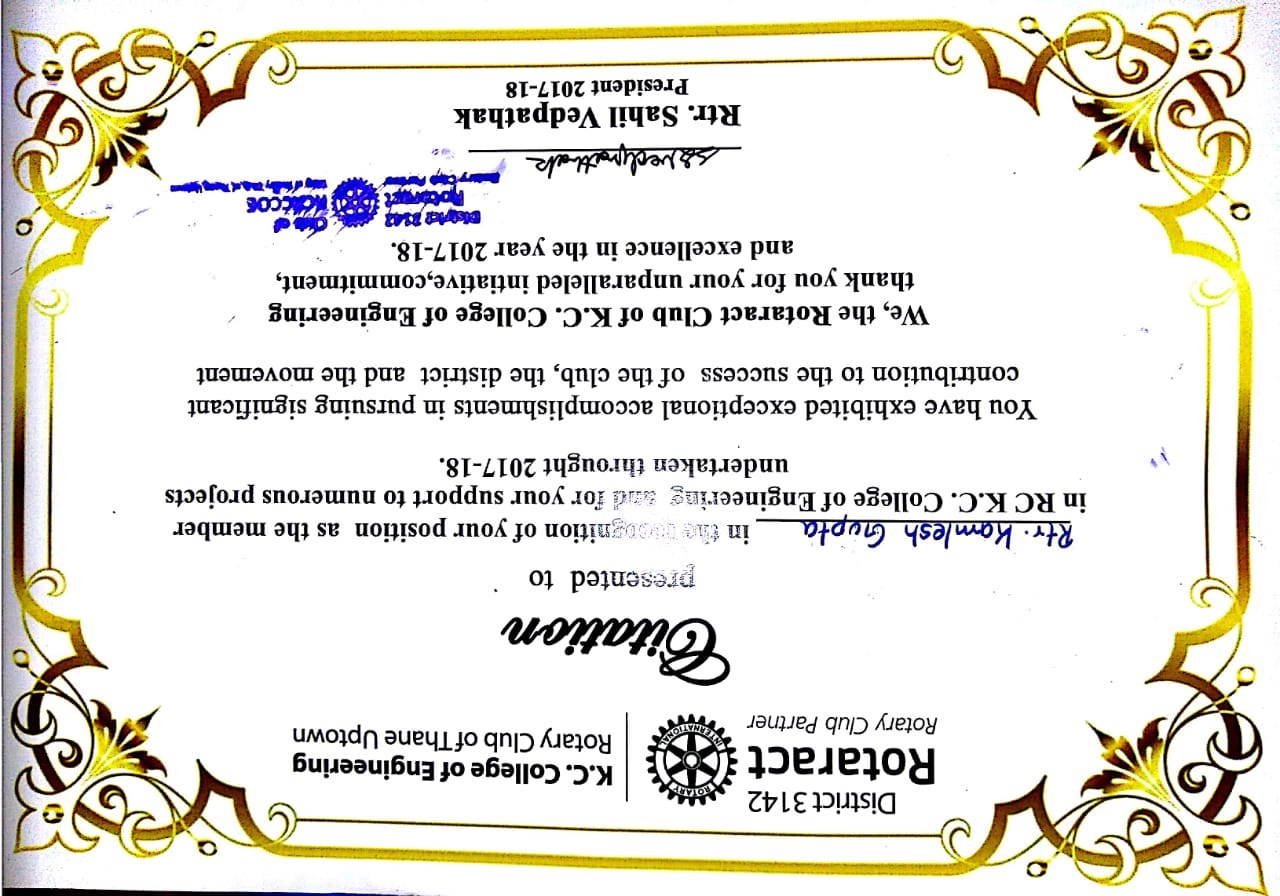 District 3142
Rotaract
Rotary Club Partner
ROTARY
INTERNATIONAL
K.C. College of Engineering
Rotary Club of Thane Uptown
Citation
presented to
Rtr. Kamlesh Gupta in the recognition of your position as the member
in RC K.C. College of Engineering and for your support to numerous projects
undertaken throught 2017-18.
You have exhibited exceptional accomplishments in pursuing significant
contribution to the success of the club, the district and the movement
We, the Rotaract Club of K.C. College of Engineering
thank you for your unparalleled intiative,commitment,
and excellence in the year 2017-18.
District 3142
Rotaract
Rotary Club Partner
Club of
KCCOE
Rtr. Sahil Vedpathak
President 2017-18